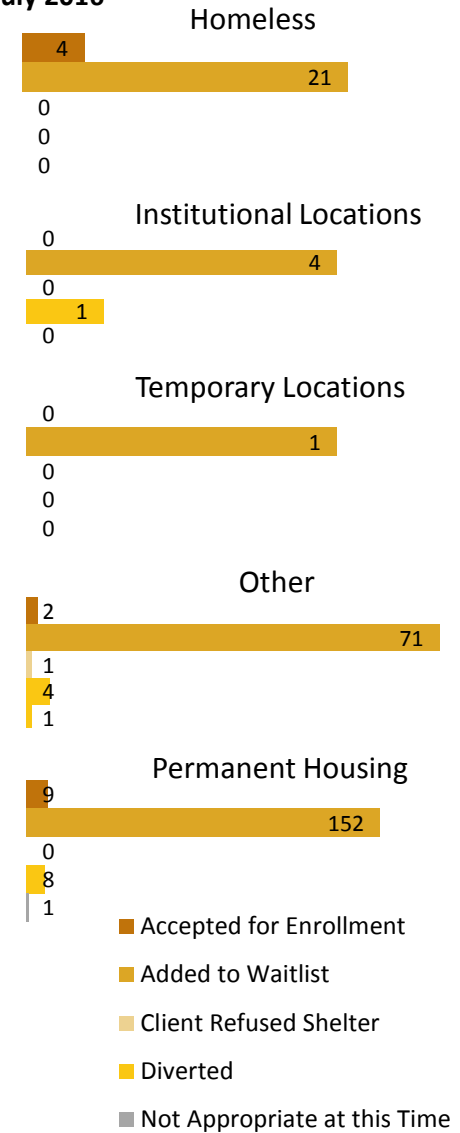 Homeless
4
21
0
0
0
Institutional Locations
0
4
0
1
0
Temporary Locations
0
1
0
0
0
Other
2
71
1
4
1
Permanent Housing
9
152
0
8
1
Accepted for Enrollment
Added to Waitlist
Client Refused Shelter
Diverted
Not Appropriate at this Time